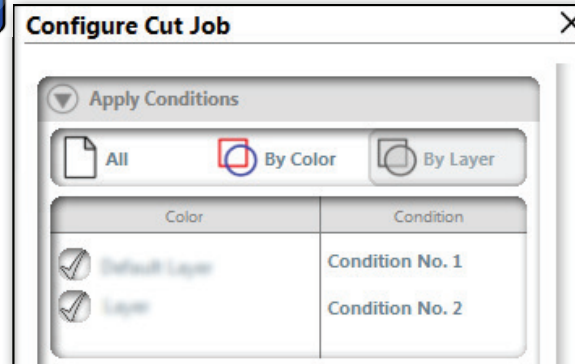 Configure Cut Job
Apply Conditions
All By Color By Layer
Color Condition
Condition No. 1
Condition No. 2